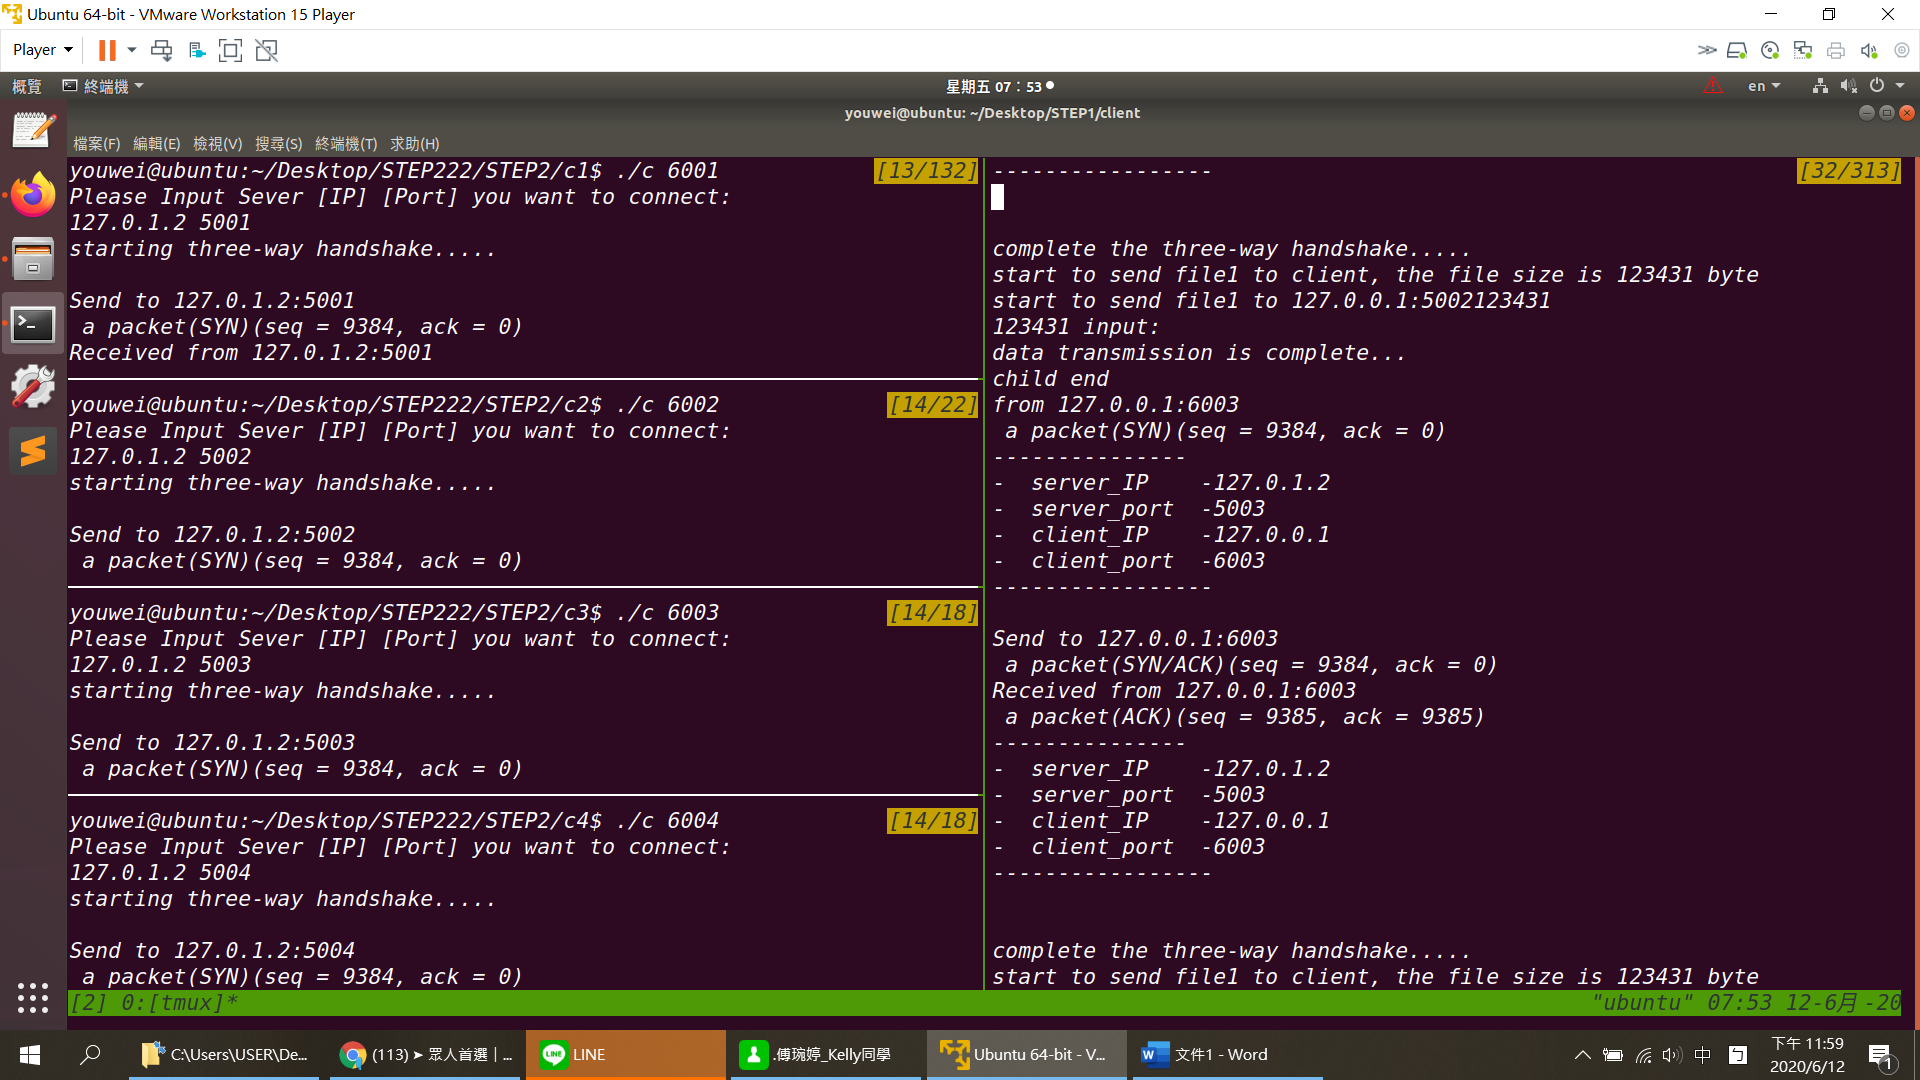 Ubuntu 64-bit - VMware Workstation 15 Player
Player
概覽 終端機 星期五 07：53 en
youwei@ubuntu: ~/Desktop/STEP1/client
檔案(F) 編輯(E) 檢視(V) 搜尋(S) 終端機(T) 求助(H)
youwei@ubuntu:~/Desktop/STEP222/STEP2/c1$ ./c 6001 [13/132]
Please Input Sever [IP] [Port] you want to connect:
127.0.1.2 5001
starting three-way handshake.....
Send to 127.0.1.2:5001
a packet(SYN)(seq = 9384, ack = 0)
Received from 127.0.1.2:5001
youwei@ubuntu:~/Desktop/STEP222/STEP2/c2$ ./c 6002 [14/22]
Please Input Sever [IP] [Port] you want to connect:
127.0.1.2 5002
starting three-way handshake.....
Send to 127.0.1.2:5002
a packet(SYN)(seq = 9384, ack = 0)
youwei@ubuntu:~/Desktop/STEP222/STEP2/c3$ ./c 6003 [14/18]
Please Input Sever [IP] [Port] you want to connect:
127.0.1.2 5003
starting three-way handshake.....
Send to 127.0.1.2:5003
a packet(SYN)(seq = 9384, ack = 0)
youwei@ubuntu:~/Desktop/STEP222/STEP2/c4$ ./c 6004 [14/18]
Please Input Sever [IP] [Port] you want to connect:
127.0.1.2 5004
starting three-way handshake.....
Send to 127.0.1.2:5004
a packet(SYN)(seq = 9384, ack = 0)
----------------- [32/313]
complete the three-way handshake.....
start to send file1 to client, the file size is 123431 byte
start to send file1 to 127.0.0.1:5002123431
123431 input:
data transmission is complete...
child end
from 127.0.0.1:6003
a packet(SYN)(seq = 9384, ack = 0)
---------------
- server_IP -127.0.1.2
- server_port -5003
- client_IP -127.0.0.1
- client_port -6003
-----------------
Send to 127.0.0.1:6003
a packet(SYN/ACK)(seq = 9384, ack = 0)
Received from 127.0.0.1:6003
a packet(ACK)(seq = 9385, ack = 9385)
---------------
- server_IP -127.0.1.2
- server_port -5003
- client_IP -127.0.0.1
- client_port -6003
-----------------
complete the three-way handshake.....
start to send file1 to client, the file size is 123431 byte
[2] 0:[tmux]* "ubuntu" 07:53 12-6月 -20
C:\Users\USER\De... (113) ➤ 眾人首選｜... LINE .傅琬婷_Kelly同學 Ubuntu 64-bit - V... 文件1 - Word 中 ㄅ 下午 11:59
2020/6/12 1